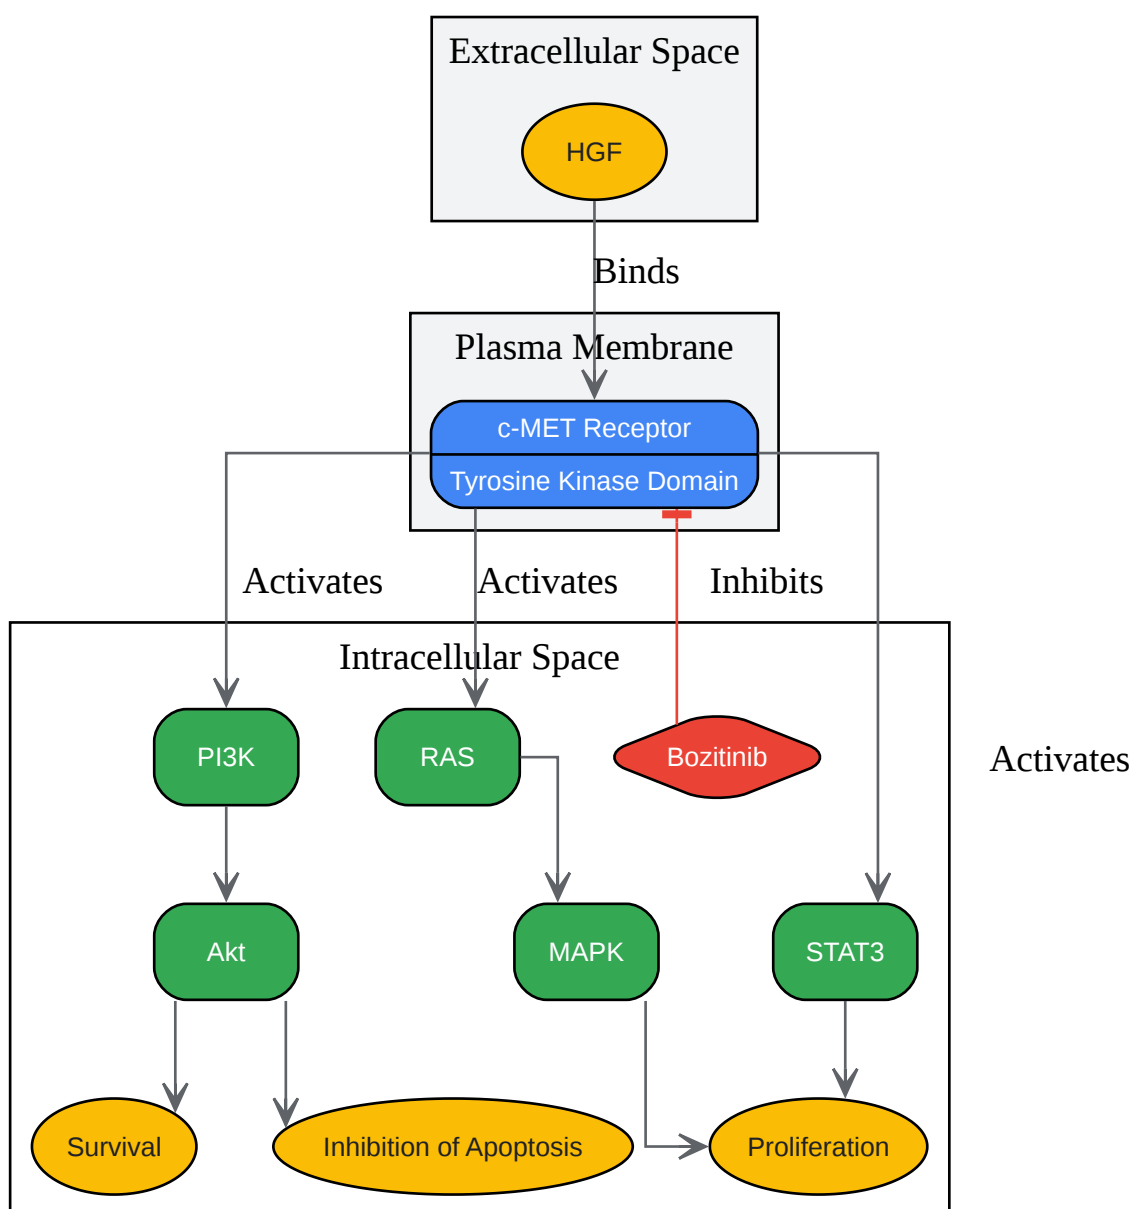 Extracellular Space
HGF
Binds
Plasma Membrane
c-MET Receptor
Tyrosine Kinase Domain
Activates
Activates
Inhibits
Intracellular Space
PI3K
RAS
Bozitinib
Activates
Akt
MAPK
STAT3
Survival
Inhibition of Apoptosis
Proliferation